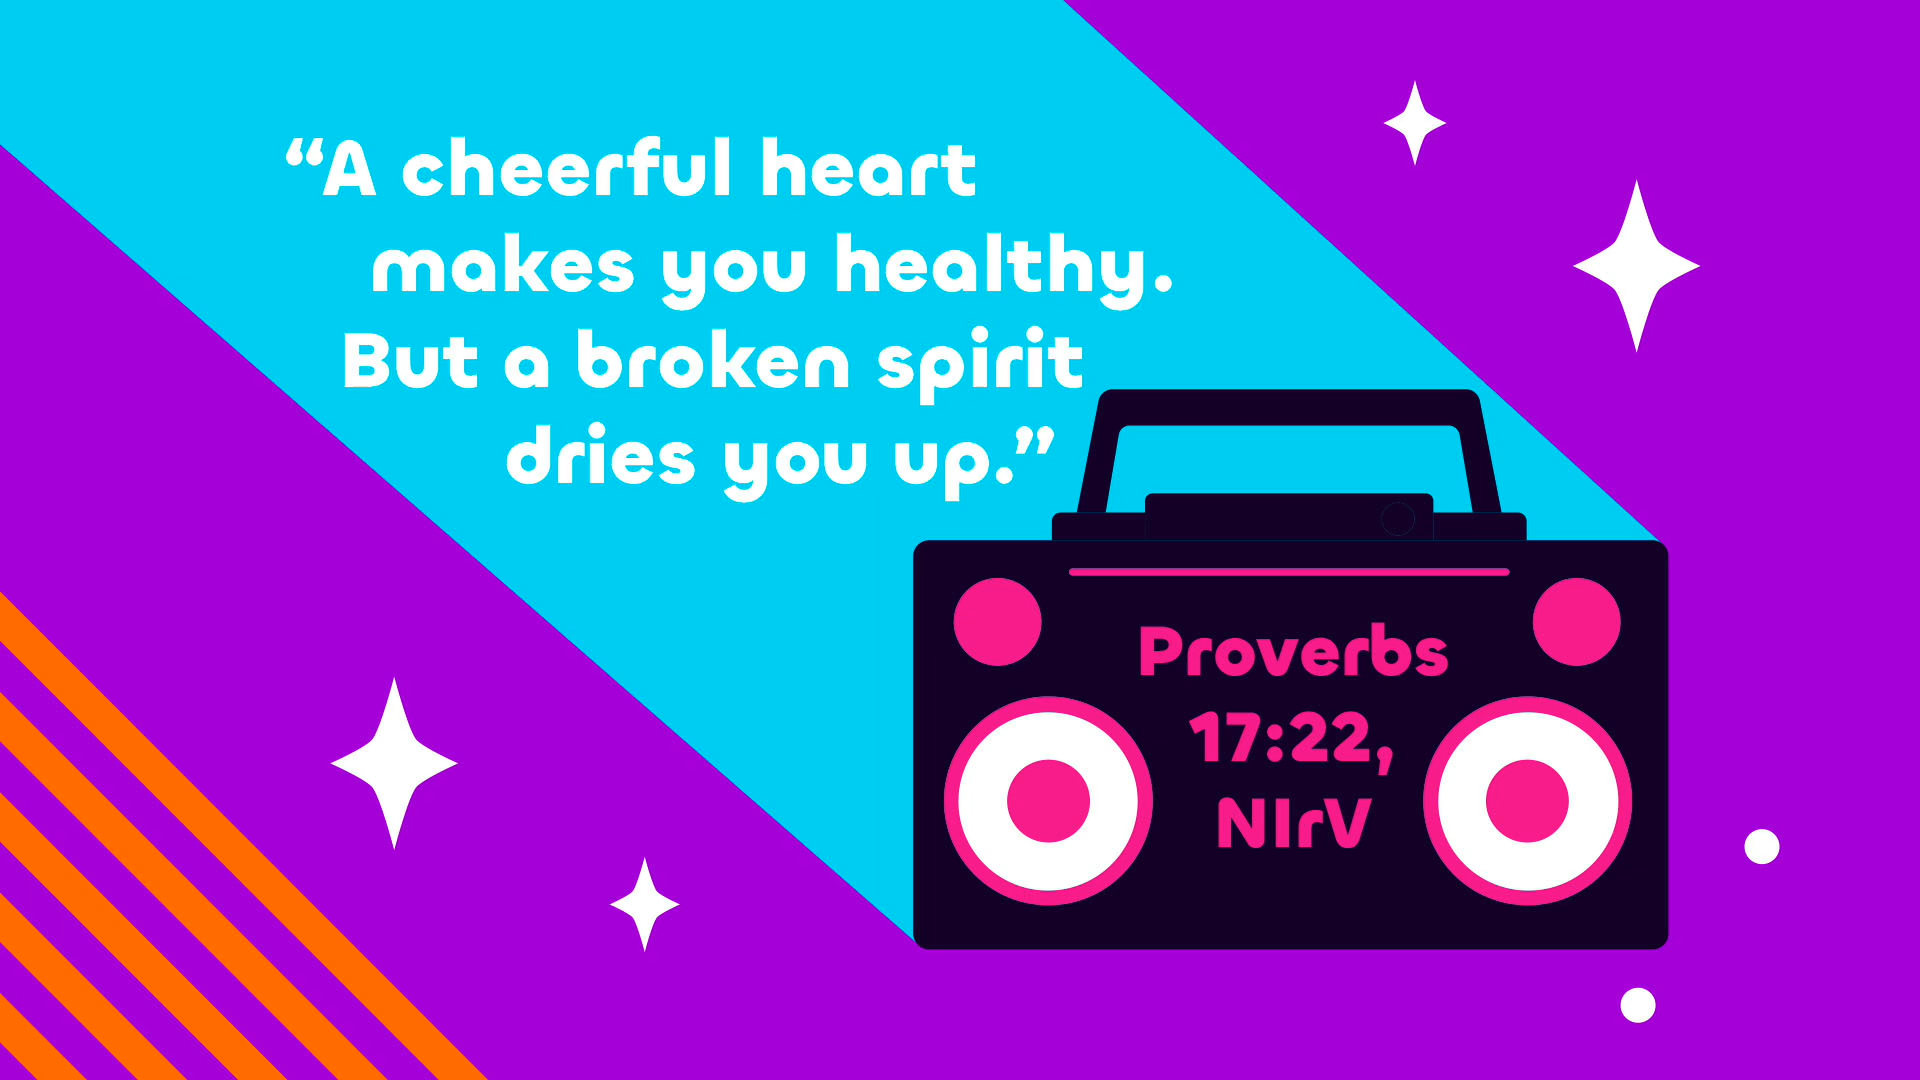 “A cheerful heart
makes you healthy.
But a broken spirit
dries you up.”
Proverbs
17:22,
NIrV